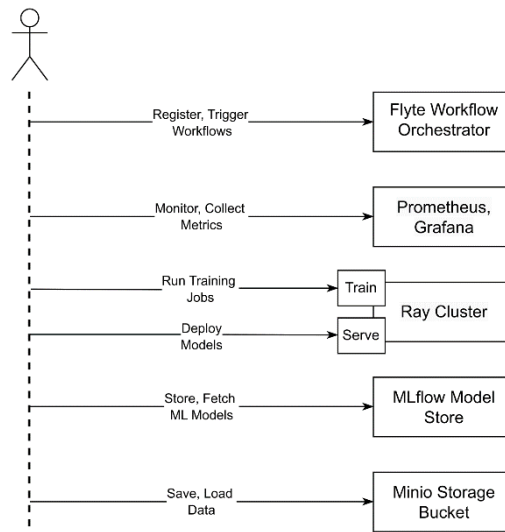 Register, Trigger
Workflows
Flyte Workflow
Orchestrator
Monitor, Collect
Metrics
Prometheus,
Grafana
Run Training
Jobs
Train
Ray Cluster
Deploy
Models
Serve
Store, Fetch
ML Models
MLflow Model
Store
Save, Load
Data
Minio Storage
Bucket